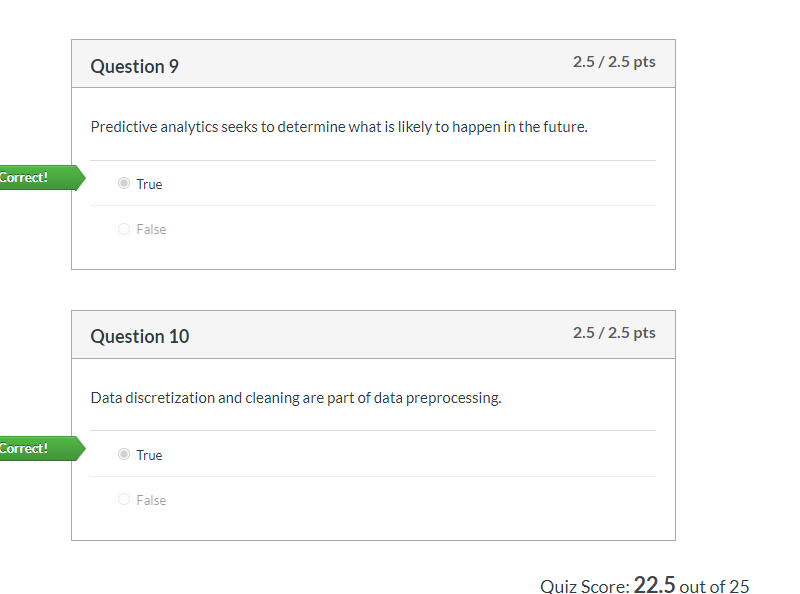 Question 9
2.5 / 2.5 pts
Predictive analytics seeks to determine what is likely to happen in the future.
Correct!
True
False
Question 10
2.5 / 2.5 pts
Data discretization and cleaning are part of data preprocessing.
Correct!
True
False
Quiz Score: 22.5 out of 25